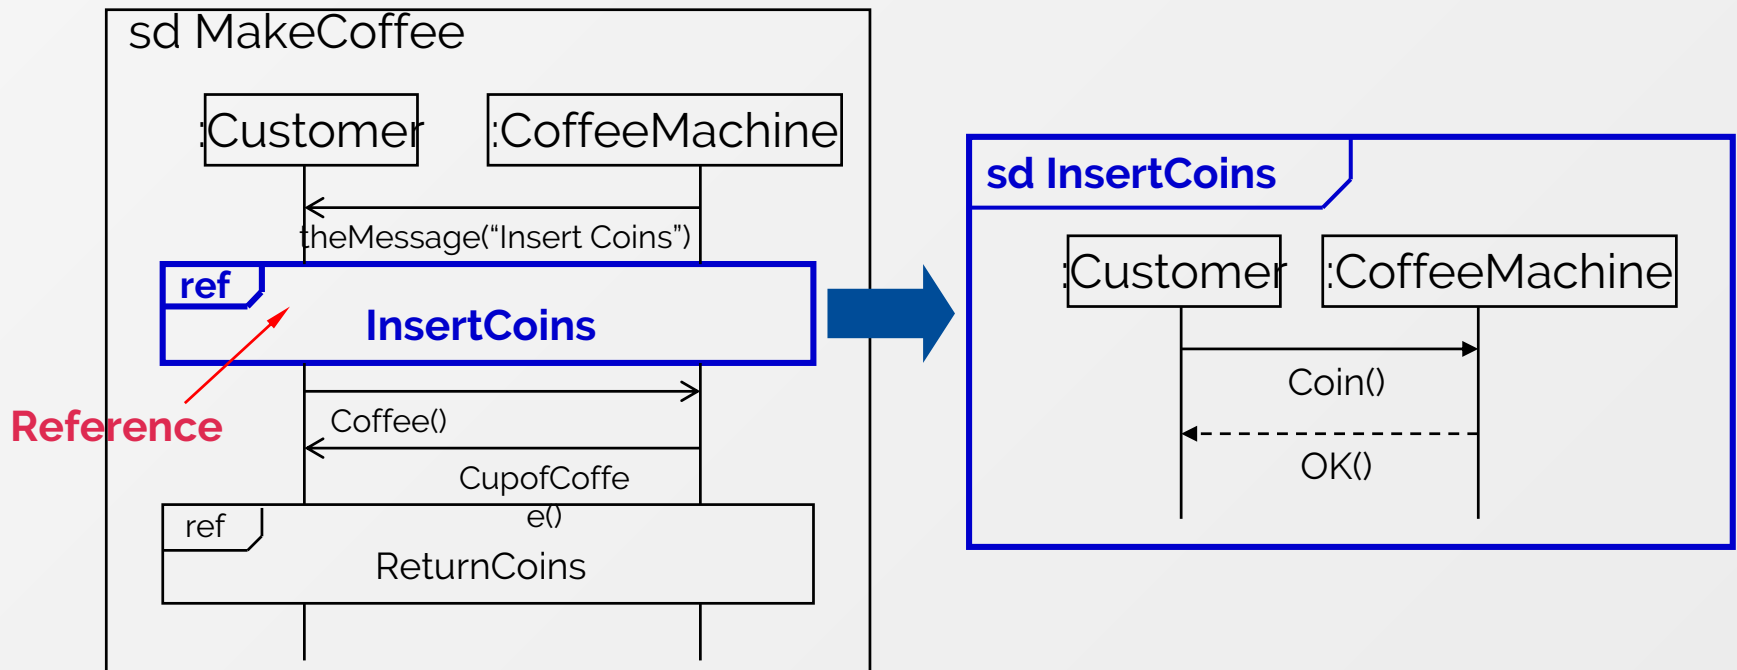 sd MakeCoffee
:Customer
:CoffeeMachine
theMessage(“Insert Coins”)
ref
InsertCoins
Reference
Coffee()
CupofCoffe
e()
ref
ReturnCoins
sd InsertCoins
:Customer
:CoffeeMachine
Coin()
OK()